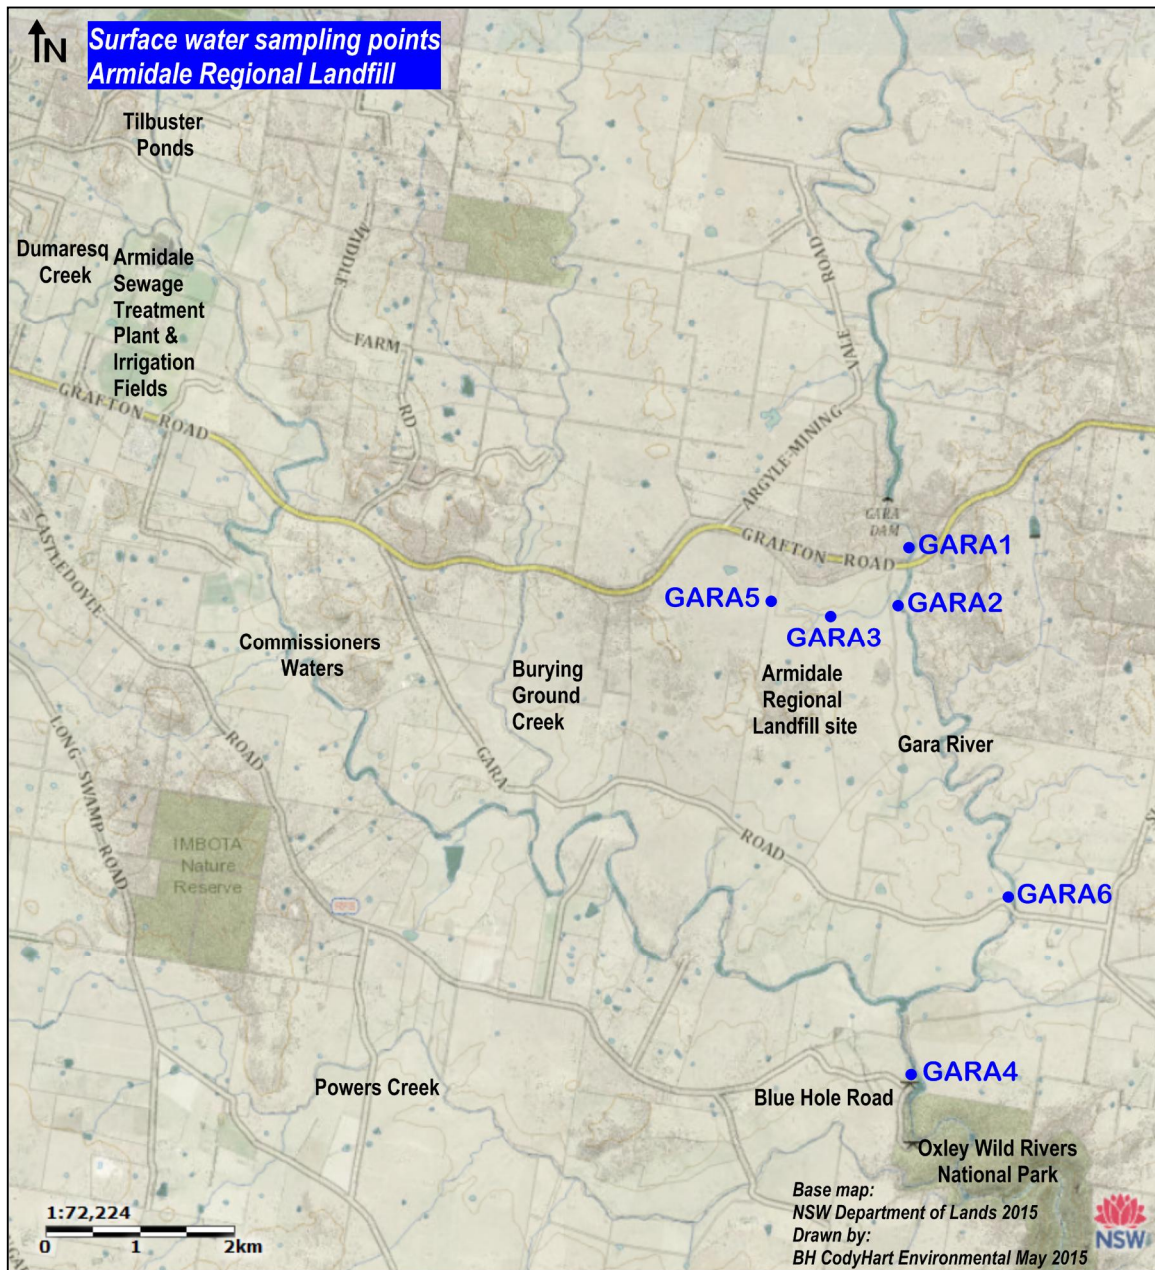 N
Surface water sampling points
Armidale Regional Landfill
Tilbuster
Ponds
Dumaresq
Creek
Armidale
Sewage
Treatment
Plant &
Irrigation
Fields
MIDDLE
FARM
RD
ROAD
VALE
ARGYLE-MINING
GRAFTON ROAD
GARA
DAM
GRAFTON ROAD
GARA1
GARA5
GARA2
GARA3
CASTLEDOYLE
ROAD
Commissioners
Waters
Burying
Ground
Creek
Armidale
Regional
Landfill site
Gara River
LONG SWAMP ROAD
GARA
ROAD
IMBOTA
Nature
Reserve
GARA6
GARA4
Powers Creek
Blue Hole Road
Oxley Wild Rivers
National Park
1:72,224
0 1 2km
Base map:
NSW Department of Lands 2015
Drawn by:
BH CodyHart Environmental May 2015
NSW